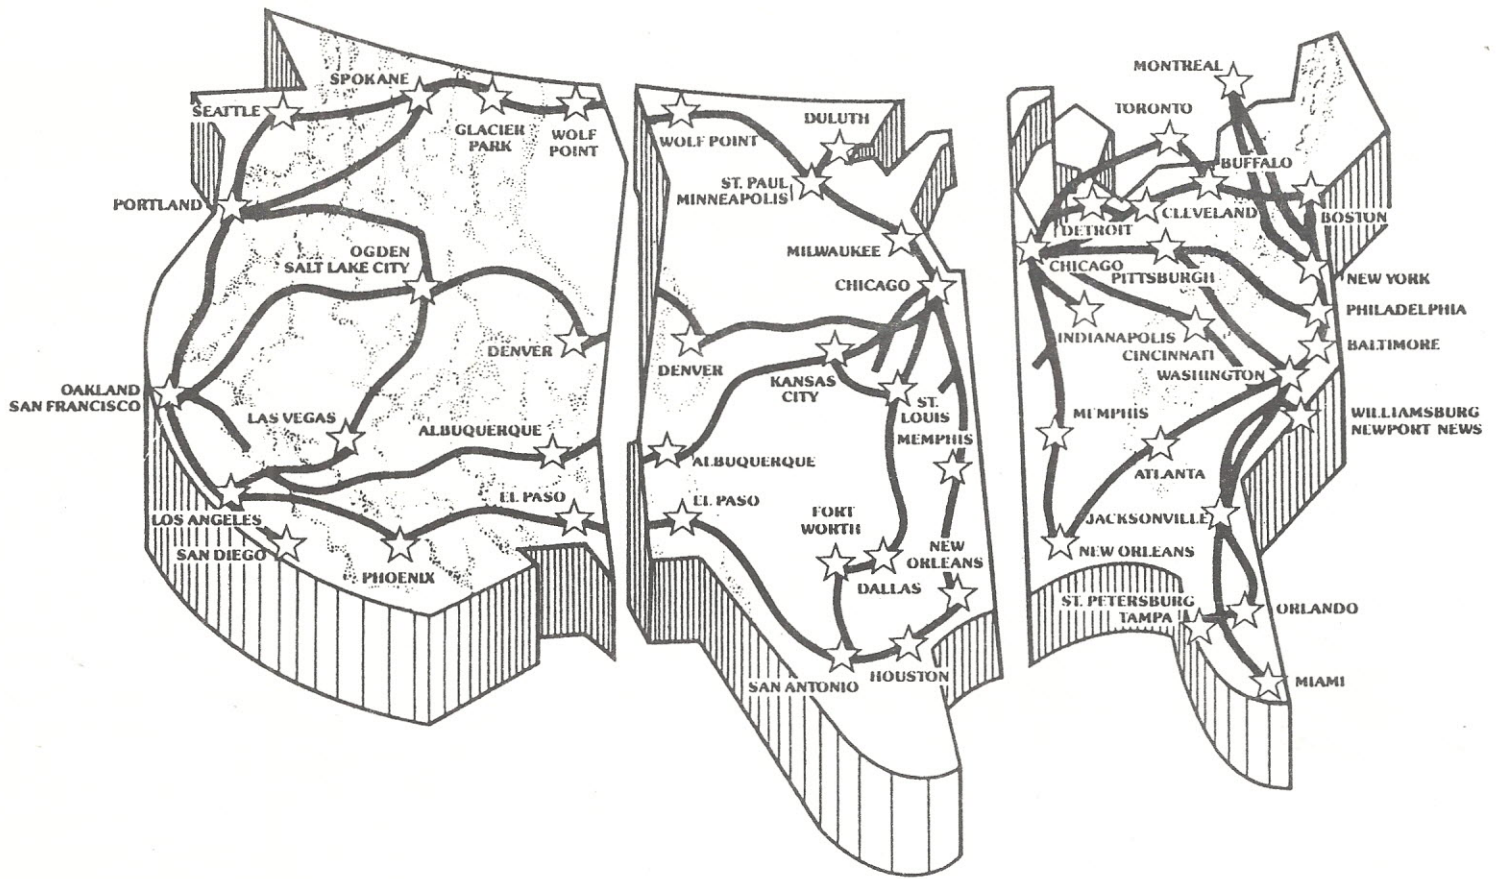 SPOKANE
SEATTLE
GLACIER
PARK
WOLF
POINT
PORTLAND
OGDEN
SALT LAKE CITY
DENVER
OAKLAND
SAN FRANCISCO
LAS VEGAS
ALBUQUERQUE
EL PASO
LOS ANGELES
SAN DIEGO
PHOENIX
WOLF POINT
DULUTH
ST. PAUL
MINNEAPOLIS
MILWAUKEE
CHICAGO
DENVER
KANSAS
CITY
ST.
LOUIS
MEMPHIS
ALBUQUERQUE
EL PASO
FORT
WORTH
NEW
ORLEANS
DALLAS
SAN ANTONIO
HOUSTON
MONTREAL
TORONTO
BUFFALO
CLEVELAND
BOSTON
DETROIT
CHICAGO
PITTSBURGH
NEW YORK
PHILADELPHIA
INDIANAPOLIS
CINCINNATI
BALTIMORE
WASHINGTON
MEMPHIS
WILLIAMSBURG
NEWPORT NEWS
ATLANTA
JACKSONVILLE
NEW ORLEANS
ST. PETERSBURG
TAMPA
ORLANDO
MIAMI